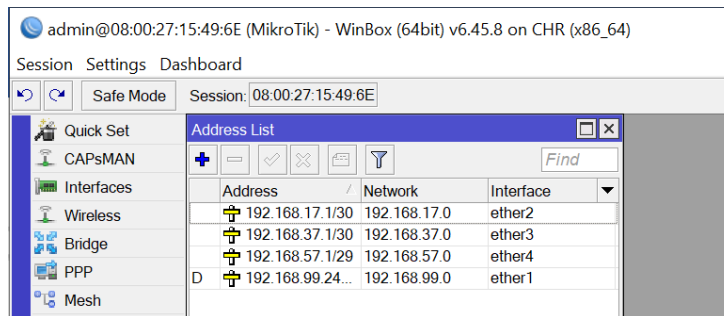 admin@08:00:27:15:49:6E (MikroTik) - WinBox (64bit) v6.45.8 on CHR (x86_64)
Session Settings Dashboard
Safe Mode Session: 08:00:27:15:49:6E
Quick Set
CAPsMAN
Interfaces
Wireless
Bridge
PPP
Mesh
Address List
Find
Address Network Interface
192.168.17.1/30 192.168.17.0 ether2
192.168.37.1/30 192.168.37.0 ether3
192.168.57.1/29 192.168.57.0 ether4
D 192.168.99.24... 192.168.99.0 ether1